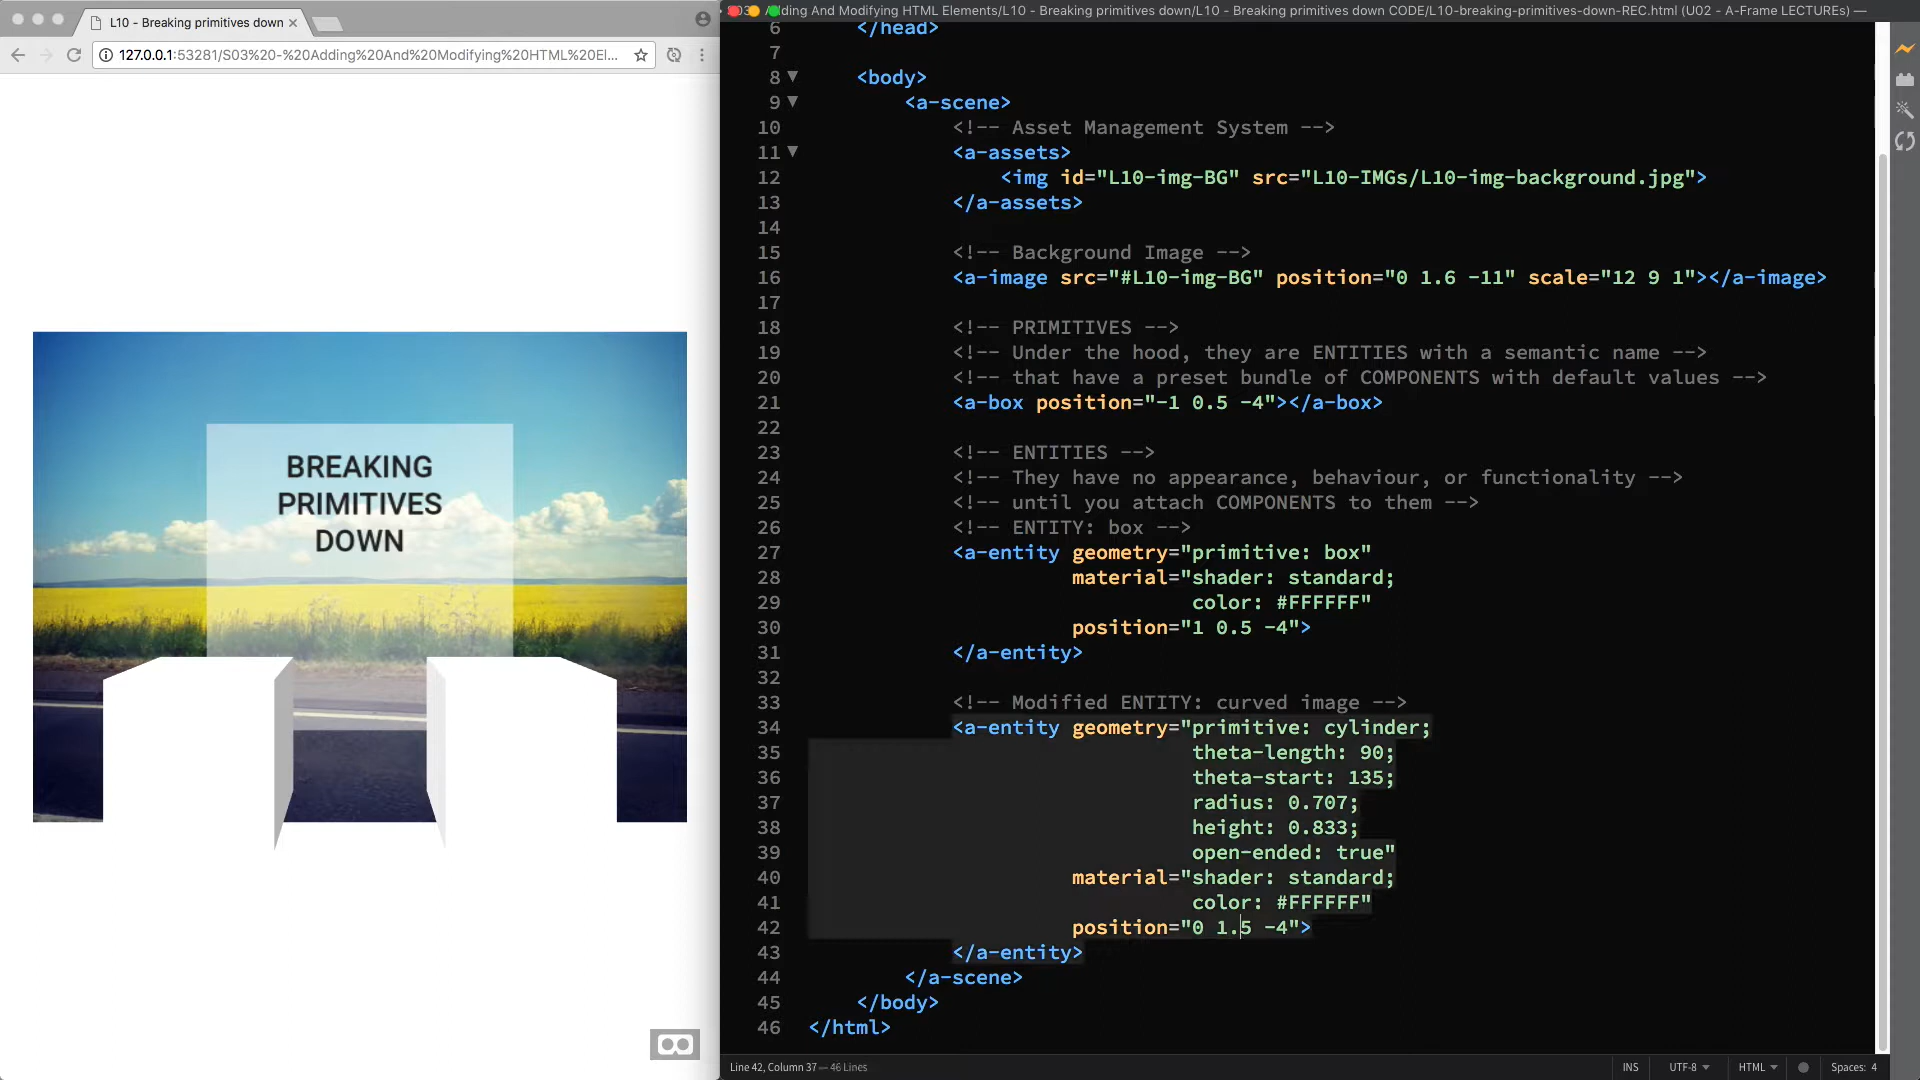 L10 - Breaking primitives down
127.0.0.1:53281/S03%20-%20Adding%20And%20Modifying%20HTML%20El...
BREAKING
PRIMITIVES
DOWN
Adding And Modifying HTML Elements/L10 - Breaking primitives down/L10 - Breaking primitives down CODE/L10-breaking-primitives-down-REC.html (U02 - A-Frame LECTUREs) —
6 </head>
7
8 <body>
9 <a-scene>
10 <!-- Asset Management System -->
11 <a-assets>
12 <img id="L10-img-BG" src="L10-IMGs/L10-img-background.jpg">
13 </a-assets>
14
15 <!-- Background Image -->
16 <a-image src="#L10-img-BG" position="0 1.6 -11" scale="12 9 1"></a-image>
17
18 <!-- PRIMITIVES -->
19 <!-- Under the hood, they are ENTITIES with a semantic name -->
20 <!-- that have a preset bundle of COMPONENTS with default values -->
21 <a-box position="-1 0.5 -4"></a-box>
22
23 <!-- ENTITIES -->
24 <!-- They have no appearance, behaviour, or functionality -->
25 <!-- until you attach COMPONENTS to them -->
26 <!-- ENTITY: box -->
27 <a-entity geometry="primitive: box"
28 material="shader: standard;
29 color: #FFFFFF"
30 position="1 0.5 -4">
31 </a-entity>
32
33 <!-- Modified ENTITY: curved image -->
34 <a-entity geometry="primitive: cylinder;
35 theta-length: 90;
36 theta-start: 135;
37 radius: 0.707;
38 height: 0.833;
39 open-ended: true"
40 material="shader: standard;
41 color: #FFFFFF"
42 position="0 1.5 -4">
43 </a-entity>
44 </a-scene>
45 </body>
46 </html>
Line 42, Column 37 — 46 Lines
INS
UTF-8
HTML
Spaces: 4